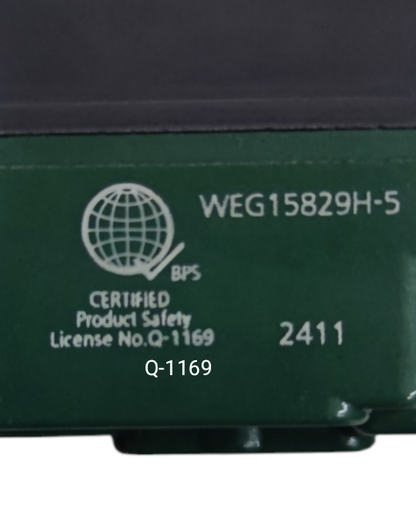 WEG15829H-5
BPS
CERTIFIED
Product Safety
License No.Q-1169
2411
Q-1169